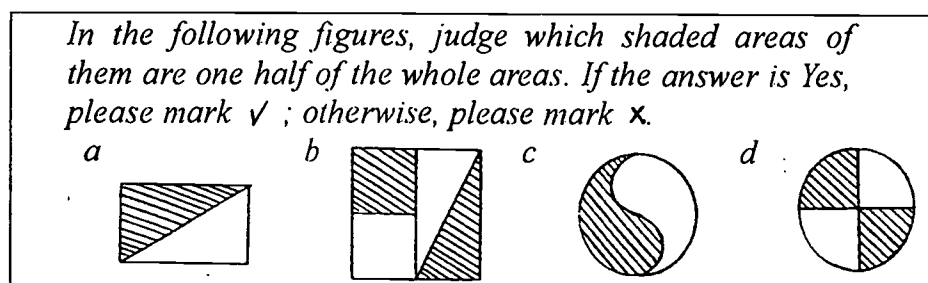 In the following figures, judge which shaded areas of
them are one half of the whole areas. If the answer is Yes,
please mark ✓ ; otherwise, please mark ×.
a b c d